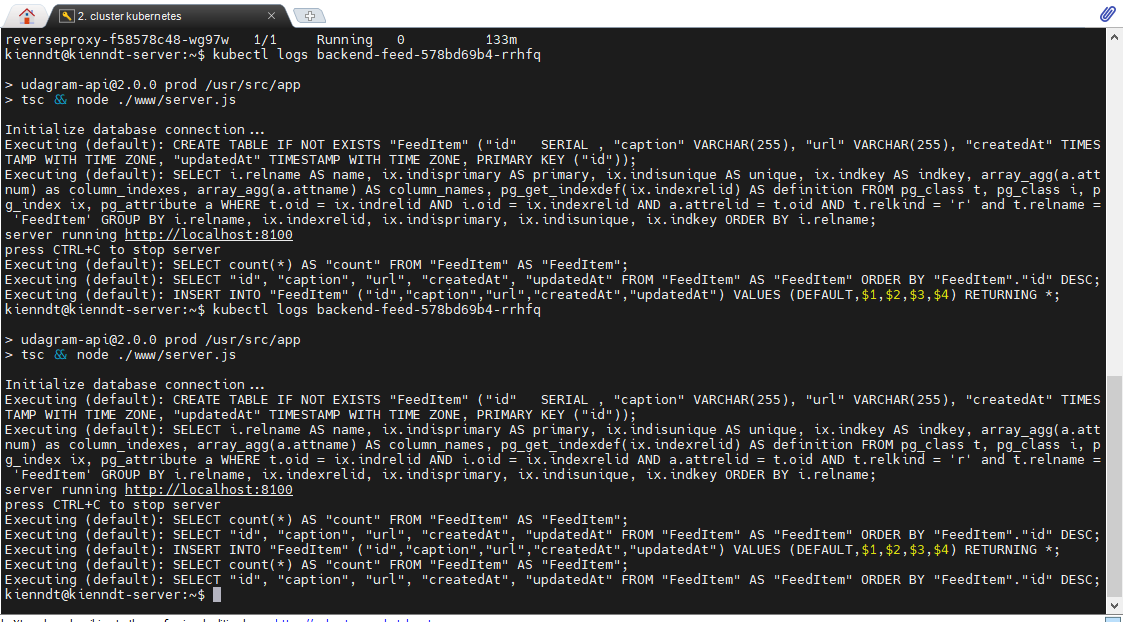 2. cluster kubernetes
reverseproxy-f58578c48-wg97w   1/1     Running   0          133m
kienndt@kienndt-server:~$ kubectl logs backend-feed-578bd69b4-rrhfq
> udagram-api@2.0.0 prod /usr/src/app
> tsc && node ./www/server.js
Initialize database connection...
Executing (default): CREATE TABLE IF NOT EXISTS "FeedItem" ("id"   SERIAL , "caption" VARCHAR(255), "url" VARCHAR(255), "createdAt" TIMES
TAMP WITH TIME ZONE, "updatedAt" TIMESTAMP WITH TIME ZONE, PRIMARY KEY ("id"));
Executing (default): SELECT i.relname AS name, ix.indisprimary AS primary, ix.indisunique AS unique, ix.indkey AS indkey, array_agg(a.att
num) as column_indexes, array_agg(a.attname) AS column_names, pg_get_indexdef(ix.indexrelid) AS definition FROM pg_class t, pg_class i, p
g_index ix, pg_attribute a WHERE t.oid = ix.indrelid AND i.oid = ix.indexrelid AND a.attrelid = t.oid AND t.relkind = 'r' and t.relname =
 'FeedItem' GROUP BY i.relname, ix.indexrelid, ix.indisprimary, ix.indisunique, ix.indkey ORDER BY i.relname;
server running http://localhost:8100
press CTRL+C to stop server
Executing (default): SELECT count(*) AS "count" FROM "FeedItem" AS "FeedItem";
Executing (default): SELECT "id", "caption", "url", "createdAt", "updatedAt" FROM "FeedItem" AS "FeedItem" ORDER BY "FeedItem"."id" DESC;
Executing (default): INSERT INTO "FeedItem" ("id","caption","url","createdAt","updatedAt") VALUES (DEFAULT,$1,$2,$3,$4) RETURNING *;
kienndt@kienndt-server:~$ kubectl logs backend-feed-578bd69b4-rrhfq
> udagram-api@2.0.0 prod /usr/src/app
> tsc && node ./www/server.js
Initialize database connection...
Executing (default): CREATE TABLE IF NOT EXISTS "FeedItem" ("id"   SERIAL , "caption" VARCHAR(255), "url" VARCHAR(255), "createdAt" TIMES
TAMP WITH TIME ZONE, "updatedAt" TIMESTAMP WITH TIME ZONE, PRIMARY KEY ("id"));
Executing (default): SELECT i.relname AS name, ix.indisprimary AS primary, ix.indisunique AS unique, ix.indkey AS indkey, array_agg(a.att
num) as column_indexes, array_agg(a.attname) AS column_names, pg_get_indexdef(ix.indexrelid) AS definition FROM pg_class t, pg_class i, p
g_index ix, pg_attribute a WHERE t.oid = ix.indrelid AND i.oid = ix.indexrelid AND a.attrelid = t.oid AND t.relkind = 'r' and t.relname =
 'FeedItem' GROUP BY i.relname, ix.indexrelid, ix.indisprimary, ix.indisunique, ix.indkey ORDER BY i.relname;
server running http://localhost:8100
press CTRL+C to stop server
Executing (default): SELECT count(*) AS "count" FROM "FeedItem" AS "FeedItem";
Executing (default): SELECT "id", "caption", "url", "createdAt", "updatedAt" FROM "FeedItem" AS "FeedItem" ORDER BY "FeedItem"."id" DESC;
Executing (default): INSERT INTO "FeedItem" ("id","caption","url","createdAt","updatedAt") VALUES (DEFAULT,$1,$2,$3,$4) RETURNING *;
Executing (default): SELECT count(*) AS "count" FROM "FeedItem" AS "FeedItem";
Executing (default): SELECT "id", "caption", "url", "createdAt", "updatedAt" FROM "FeedItem" AS "FeedItem" ORDER BY "FeedItem"."id" DESC;
kienndt@kienndt-server:~$